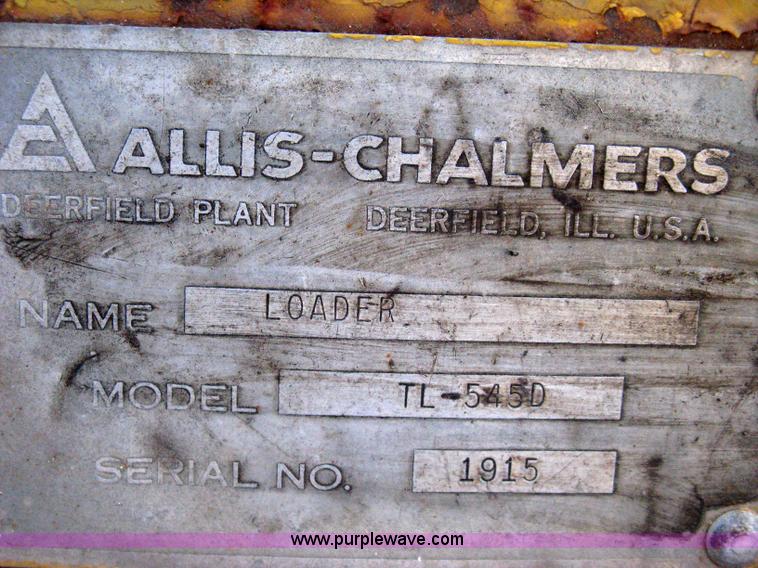 ALLIS-CHALMERS
DEERFIELD PLANT DEERFIELD, ILL. U.S.A.
NAME LOADER
MODEL TL-545D
SERIAL NO. 1915
www.purplewave.com